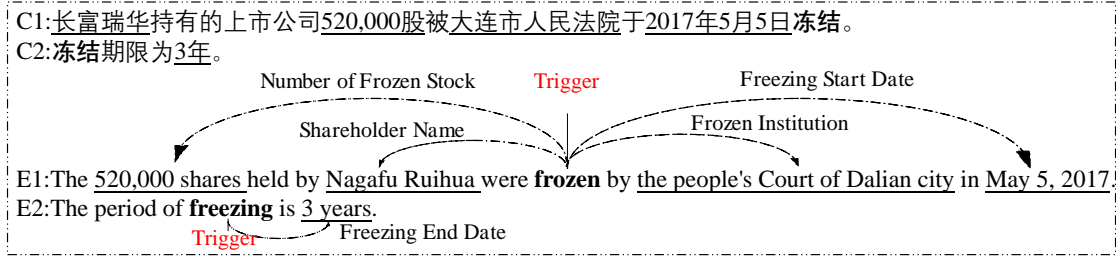 C1:长富瑞华持有的上市公司520,000股被大连市人民法院于2017年5月5日冻结。
C2:冻结期限为3年。
Number of Frozen Stock Trigger Freezing Start Date
Shareholder Name Frozen Institution
E1:The 520,000 shares held by Nagafu Ruihua were frozen by the people's Court of Dalian city in May 5, 2017.
E2:The period of freezing is 3 years.
Trigger Freezing End Date